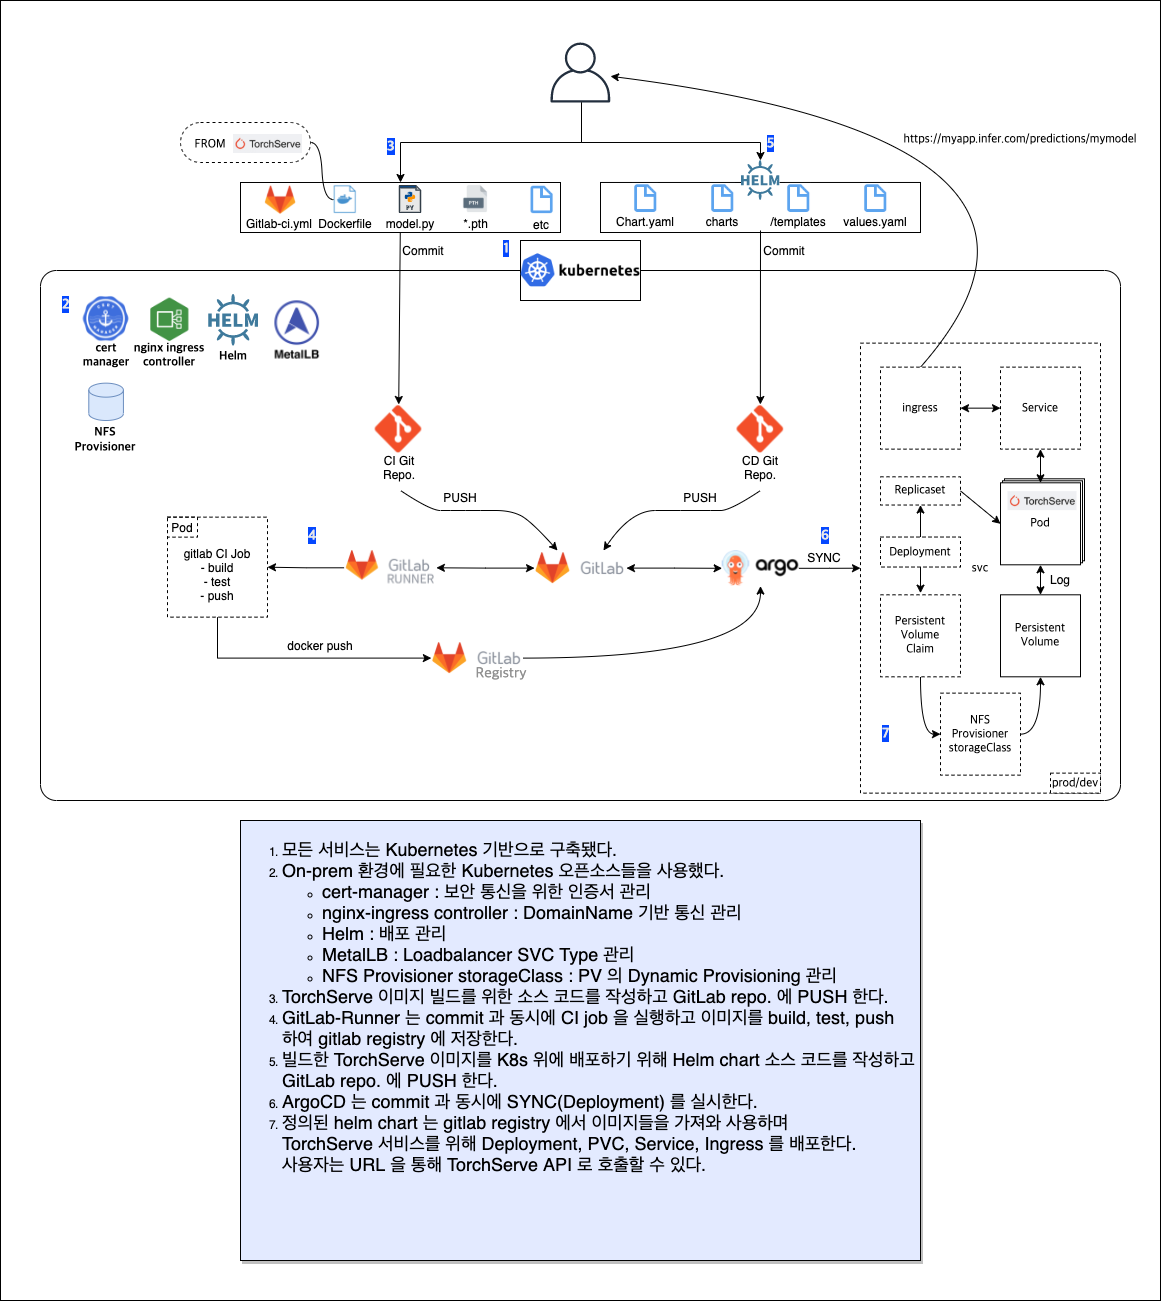 https://myapp.infer.com/predictions/mymodel
FROM TorchServe
3
5
HELM
Gitlab-ci.yml
Dockerfile
PY
model.py
PTH
*.pth
etc
Chart.yaml
charts
/templates
values.yaml
1
Commit
Commit
kubernetes
2
cert
manager
nginx ingress
controller
HELM
Helm
MetalLB
NFS
Provisioner
CI Git
Repo.
CD Git
Repo.
PUSH
PUSH
Pod
gitlab CI Job
- build
- test
- push
4
GitLab
RUNNER
GitLab
argo
6
SYNC
docker push
GitLab
Registry
ingress
Service
Replicaset
TorchServe
Pod
Deployment
svc
Log
Persistent
Volume
Claim
Persistent
Volume
7
NFS
Provisioner
storageClass
prod/dev
1. 모든 서비스는 Kubernetes 기반으로 구축됐다.
2. On-prem 환경에 필요한 Kubernetes 오픈소스들을 사용했다.
cert-manager : 보안 통신을 위한 인증서 관리
nginx-ingress controller : DomainName 기반 통신 관리
Helm : 배포 관리
MetalLB : Loadbalancer SVC Type 관리
NFS Provisioner storageClass : PV 의 Dynamic Provisioning 관리
3. TorchServe 이미지 빌드를 위한 소스 코드를 작성하고 GitLab repo. 에 PUSH 한다.
4. GitLab-Runner 는 commit 과 동시에 CI job 을 실행하고 이미지를 build, test, push
하여 gitlab registry 에 저장한다.
5. 빌드한 TorchServe 이미지를 K8s 위에 배포하기 위해 Helm chart 소스 코드를 작성하고
GitLab repo. 에 PUSH 한다.
6. ArgoCD 는 commit 과 동시에 SYNC(Deployment) 를 실시한다.
7. 정의된 helm chart 는 gitlab registry 에서 이미지들을 가져와 사용하며
TorchServe 서비스를 위해 Deployment, PVC, Service, Ingress 를 배포한다.
사용자는 URL 을 통해 TorchServe API 로 호출할 수 있다.